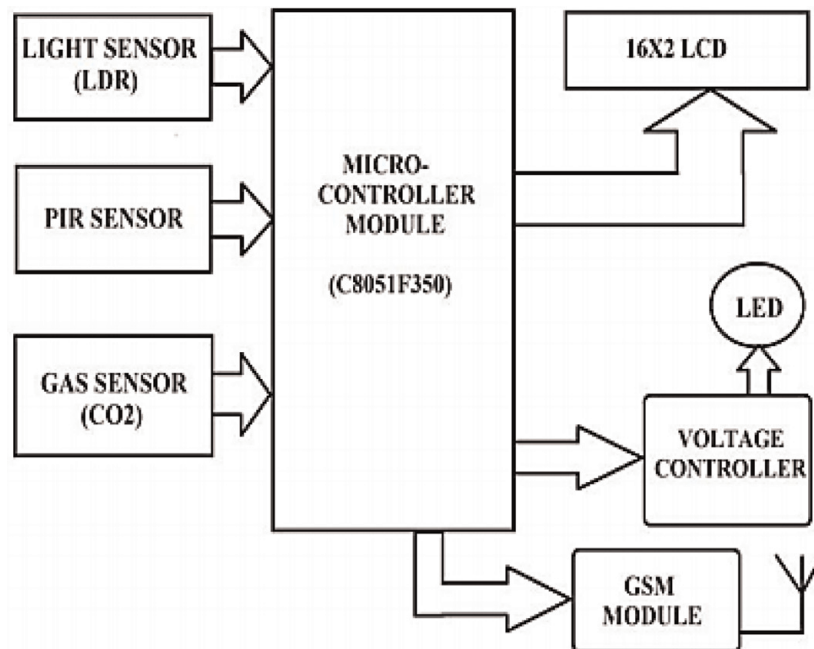 LIGHT SENSOR
(LDR)
PIR SENSOR
GAS SENSOR
(CO2)
MICRO-
CONTROLLER
MODULE
(C8051F350)
16X2 LCD
LED
VOLTAGE
CONTROLLER
GSM
MODULE